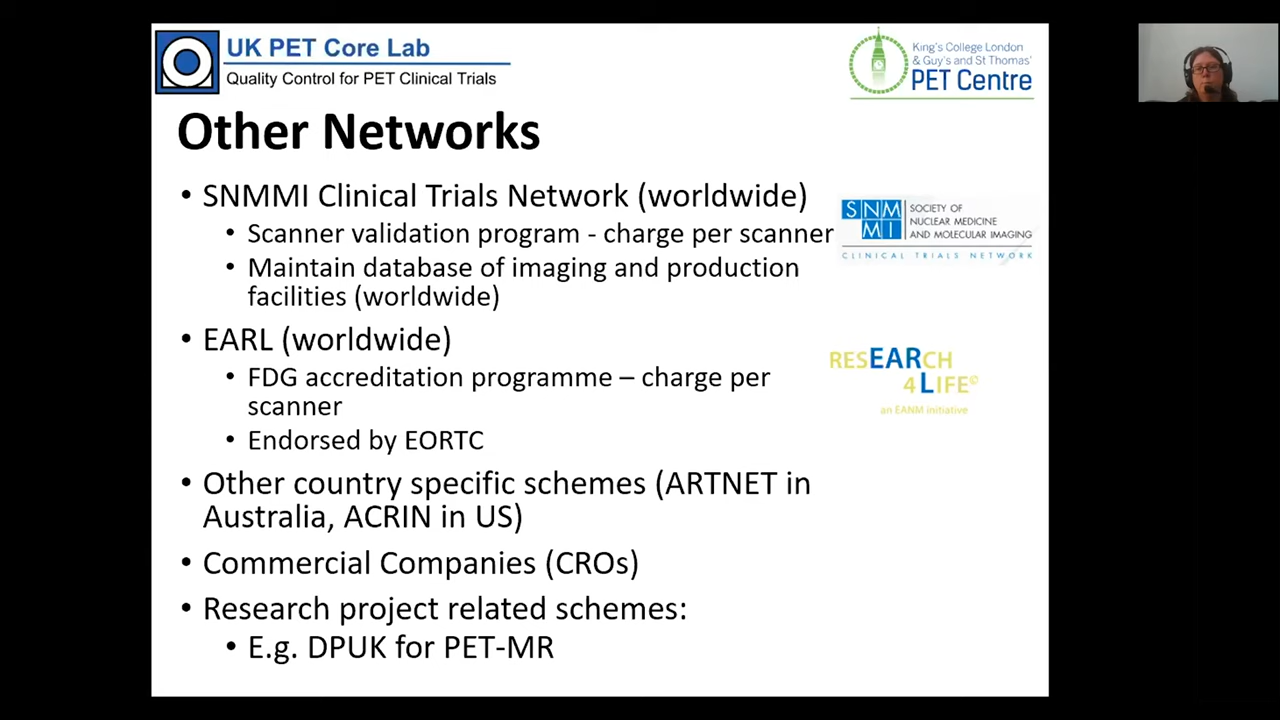 UK PET Core Lab
Quality Control for PET Clinical Trials
King's College London
& Guy's and St Thomas'
PET Centre
Other Networks
• SNMMI Clinical Trials Network (worldwide)
• Scanner validation program - charge per scanner
• Maintain database of imaging and production
facilities (worldwide)
SNM
MI
SOCIETY OF
NUCLEAR MEDICINE
AND MOLECULAR IMAGING
CLINICAL TRIALS NETWORK
• EARL (worldwide)
• FDG accreditation programme – charge per
scanner
• Endorsed by EORTC
RESEARCH
4LIFE©
an EANM initiative
• Other country specific schemes (ARTNET in
Australia, ACRIN in US)
• Commercial Companies (CROs)
• Research project related schemes:
• E.g. DPUK for PET-MR